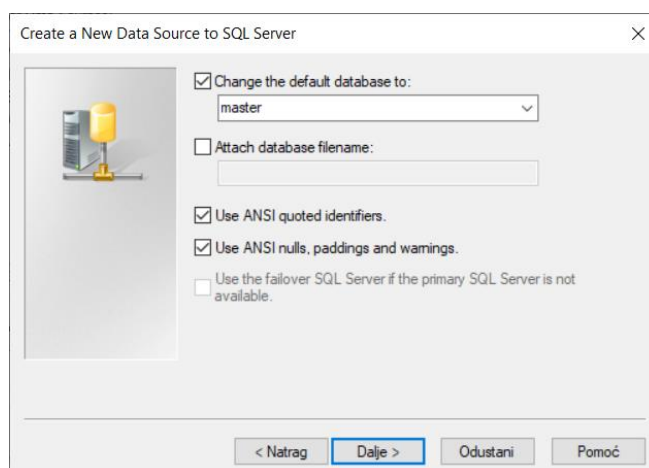 Create a New Data Source to SQL Server
Change the default database to:
master
Attach database filename:
Use ANSI quoted identifiers.
Use ANSI nulls, paddings and warnings.
Use the failover SQL Server if the primary SQL Server is not
available.
< Natrag
Dalje >
Odustani
Pomoć